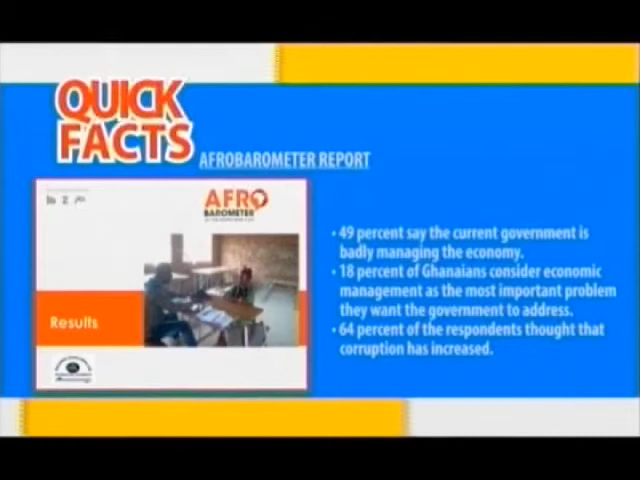 QUICK
FACTS
AFROBAROMETER REPORT
AFRO
BAROMETER
Results
• 49 percent say the current government is
badly managing the economy.
• 18 percent of Ghanaians consider economic
management as the most important problem
they want the government to address.
• 64 percent of the respondents thought that
corruption has increased.